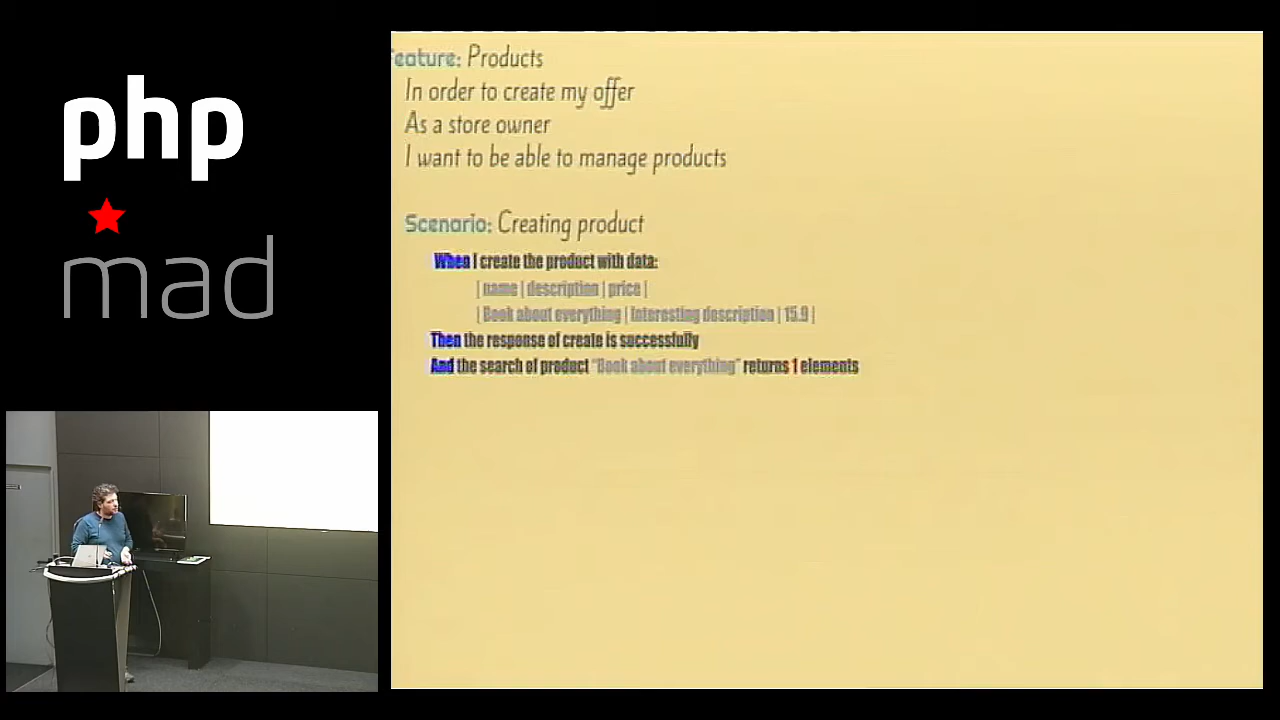 php
mad
Feature: Products
In order to create my offer
As a store owner
I want to be able to manage products
Scenario: Creating product
When I create the product with data:
| name | description | price |
| Book about everything | Interesting description | 15.9 |
Then the response of create is successfully
And the search of product "Book about everything" returns 1 elements